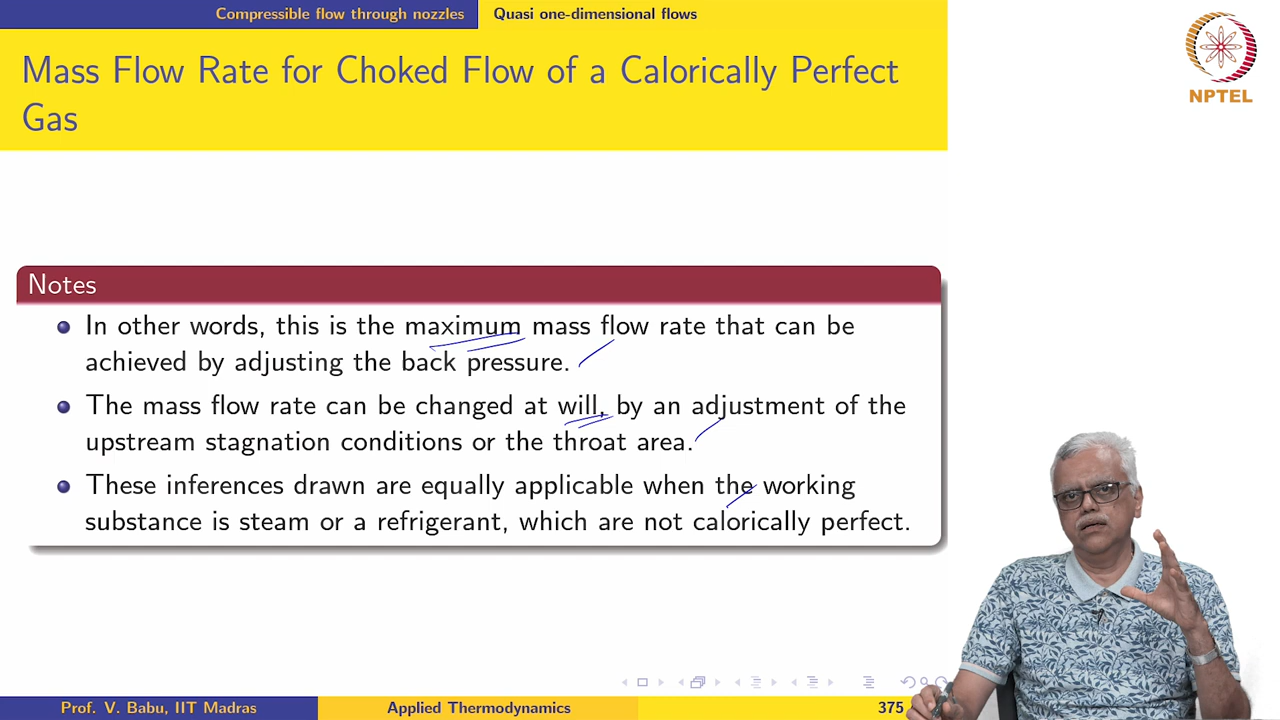 Compressible flow through nozzles Quasi one-dimensional flows
Mass Flow Rate for Choked Flow of a Calorically Perfect
Gas
NPTEL
Notes
In other words, this is the maximum mass flow rate that can be
achieved by adjusting the back pressure.
The mass flow rate can be changed at will, by an adjustment of the
upstream stagnation conditions or the throat area.
These inferences drawn are equally applicable when the working
substance is steam or a refrigerant, which are not calorically perfect.
Prof. V. Babu, IIT Madras Applied Thermodynamics 375